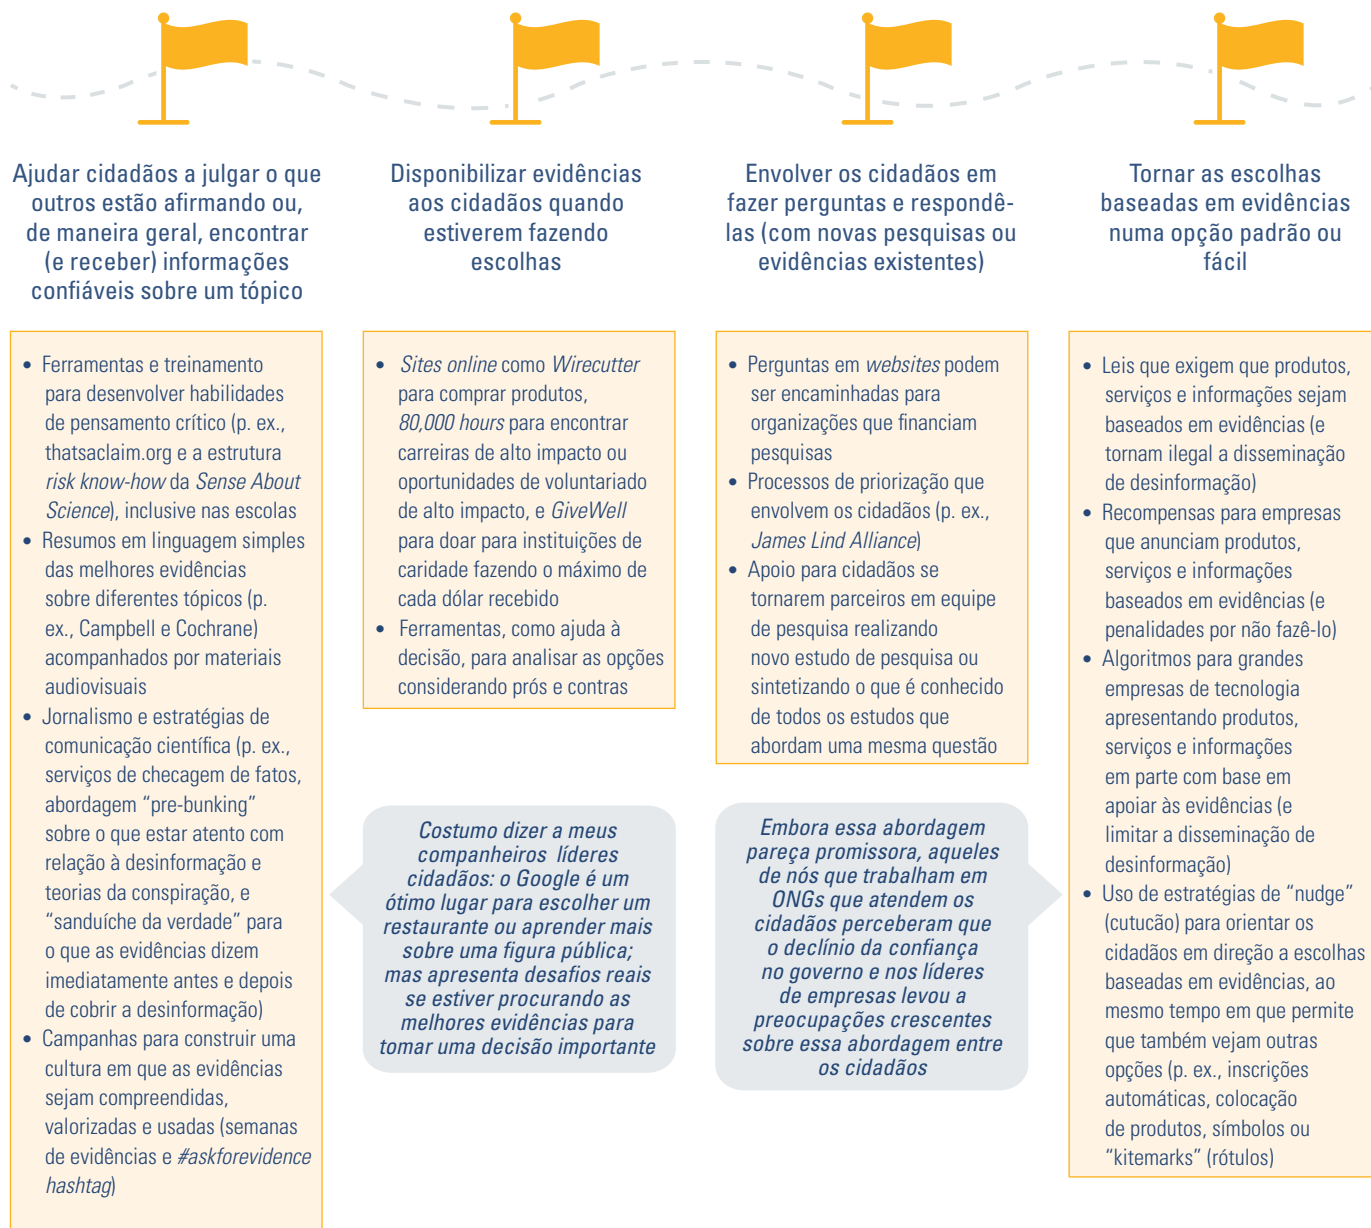 Ajudar cidadãos a julgar o que
outros estão afirmando ou,
de maneira geral, encontrar
(e receber) informações
confiáveis sobre um tópico
Disponibilizar evidências
aos cidadãos quando
estiverem fazendo
escolhas
Envolver os cidadãos em
fazer perguntas e respondê-
las (com novas pesquisas ou
evidências existentes)
Tornar as escolhas
baseadas em evidências
numa opção padrão ou
fácil
• Ferramentas e treinamento
para desenvolver habilidades
de pensamento crítico (p. ex.,
thatsaclaim.org e a estrutura
risk know-how da Sense About
Science), inclusive nas escolas
• Resumos em linguagem simples
das melhores evidências
sobre diferentes tópicos (p.
ex., Campbell e Cochrane)
acompanhados por materiais
audiovisuais
• Jornalismo e estratégias de
comunicação científica (p. ex.,
serviços de checagem de fatos,
abordagem “pre-bunking”
sobre o que estar atento com
relação à desinformação e
teorias da conspiração, e
“sanduíche da verdade” para
o que as evidências dizem
imediatamente antes e depois
de cobrir a desinformação)
• Campanhas para construir uma
cultura em que as evidências
sejam compreendidas,
valorizadas e usadas (semanas
de evidências e #askforevidence
hashtag)
• Sites online como Wirecutter
para comprar produtos,
80,000 hours para encontrar
carreiras de alto impacto ou
oportunidades de voluntariado
de alto impacto, e GiveWell
para doar para instituições de
caridade fazendo o máximo de
cada dólar recebido
• Ferramentas, como ajuda à
decisão, para analisar as opções
considerando prós e contras
Costumo dizer a meus
companheiros líderes
cidadãos: o Google é um
ótimo lugar para escolher um
restaurante ou aprender mais
sobre uma figura pública;
mas apresenta desafios reais
se estiver procurando as
melhores evidências para
tomar uma decisão importante
• Perguntas em websites podem
ser encaminhadas para
organizações que financiam
pesquisas
• Processos de priorização que
envolvem os cidadãos (p. ex.,
James Lind Alliance)
• Apoio para cidadãos se
tornarem parceiros em equipe
de pesquisa realizando
novo estudo de pesquisa ou
sintetizando o que é conhecido
de todos os estudos que
abordam uma mesma questão
Embora essa abordagem
pareça promissora, aqueles
de nós que trabalham em
ONGs que atendem os
cidadãos perceberam que
o declínio da confiança
no governo e nos líderes
de empresas levou a
preocupações crescentes
sobre essa abordagem entre
os cidadãos
• Leis que exigem que produtos,
serviços e informações sejam
baseados em evidências (e
tornam ilegal a disseminação
de desinformação)
• Recompensas para empresas
que anunciam produtos,
serviços e informações
baseados em evidências (e
penalidades por não fazê-lo)
• Algoritmos para grandes
empresas de tecnologia
apresentando produtos,
serviços e informações
em parte com base em
apoiar às evidências (e
limitar a disseminação de
desinformação)
• Uso de estratégias de “nudge”
(cutucão) para orientar os
cidadãos em direção a escolhas
baseadas em evidências, ao
mesmo tempo em que permite
que também vejam outras
opções (p. ex., inscrições
automáticas, colocação
de produtos, símbolos ou
“kitemarks” (rótulos)